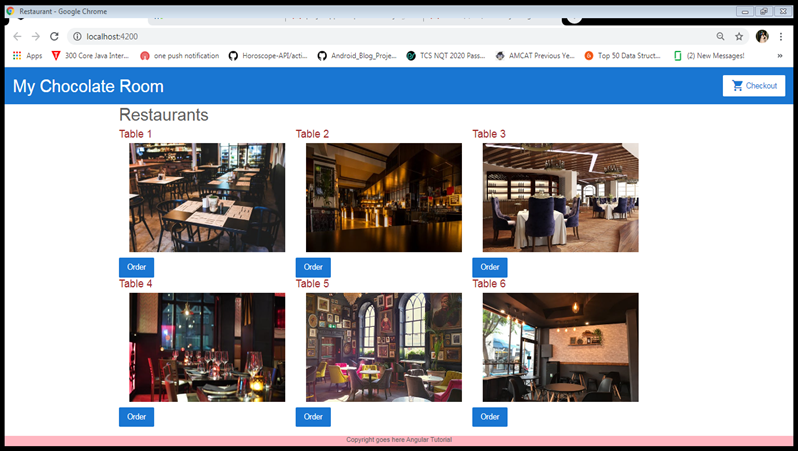 Restaurant - Google Chrome
localhost:4200
Apps 300 Core Java Inter... one push notification Horoscope-API/acti... Android_Blog_Proje... TCS NQT 2020 Pass... AMCAT Previous Ye... Top 50 Data Struct... (2) New Messages! »
My Chocolate Room Checkout
Restaurants
Table 1 Table 2 Table 3
Order Order Order
Table 4 Table 5 Table 6
Order Order Order
Copyright goes here Angular Tutorial